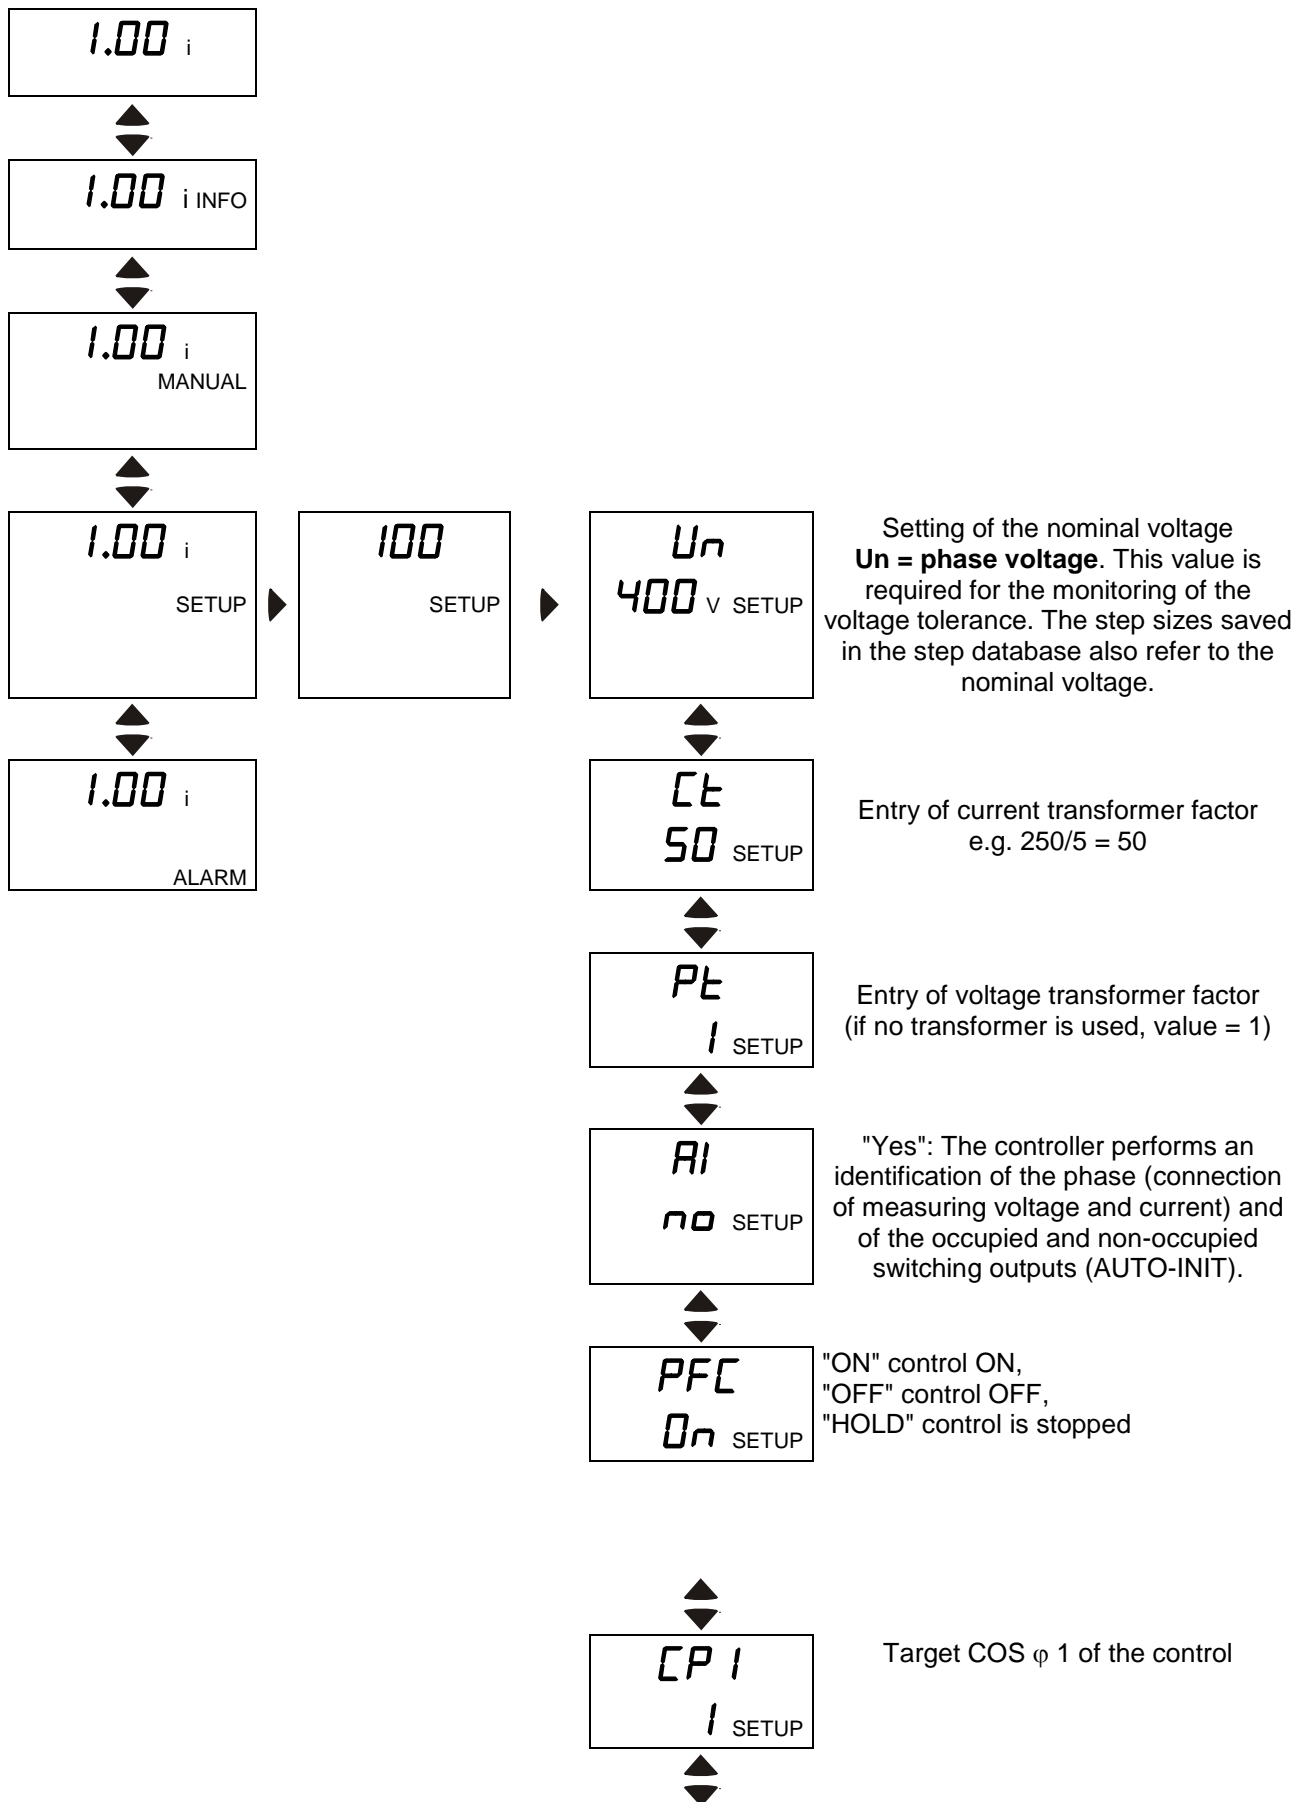 1.00 i
1.00 i INFO
1.00 i
MANUAL
1.00 i
SETUP
100
SETUP
Un
400 V SETUP
Setting of the nominal voltage
Un = phase voltage. This value is
required for the monitoring of the
voltage tolerance. The step sizes saved
in the step database also refer to the
nominal voltage.
1.00 i
ALARM
Ct
50 SETUP
Entry of current transformer factor
e.g. 250/5 = 50
Pt
1 SETUP
Entry of voltage transformer factor
(if no transformer is used, value = 1)
AI
no SETUP
"Yes": The controller performs an
identification of the phase (connection
of measuring voltage and current) and
of the occupied and non-occupied
switching outputs (AUTO-INIT).
PFC
On SETUP
"ON" control ON,
"OFF" control OFF,
"HOLD" control is stopped
CP1
1 SETUP
Target COS φ 1 of the control